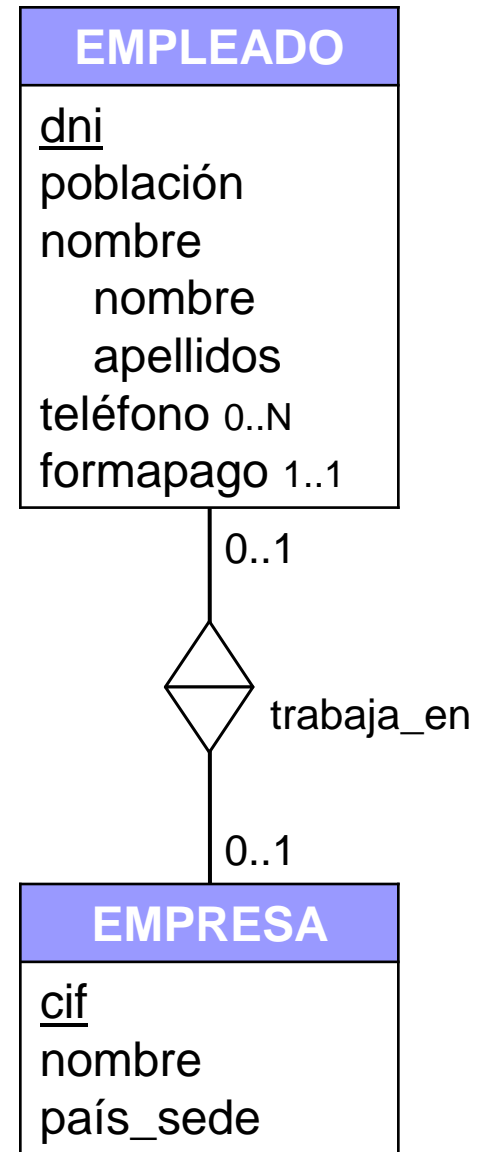 EMPLEADO
dni
población
nombre
nombre
apellidos
teléfono 0..N
formapago 1..1
0..1
trabaja_en
0..1
EMPRESA
cif
nombre
país_sede